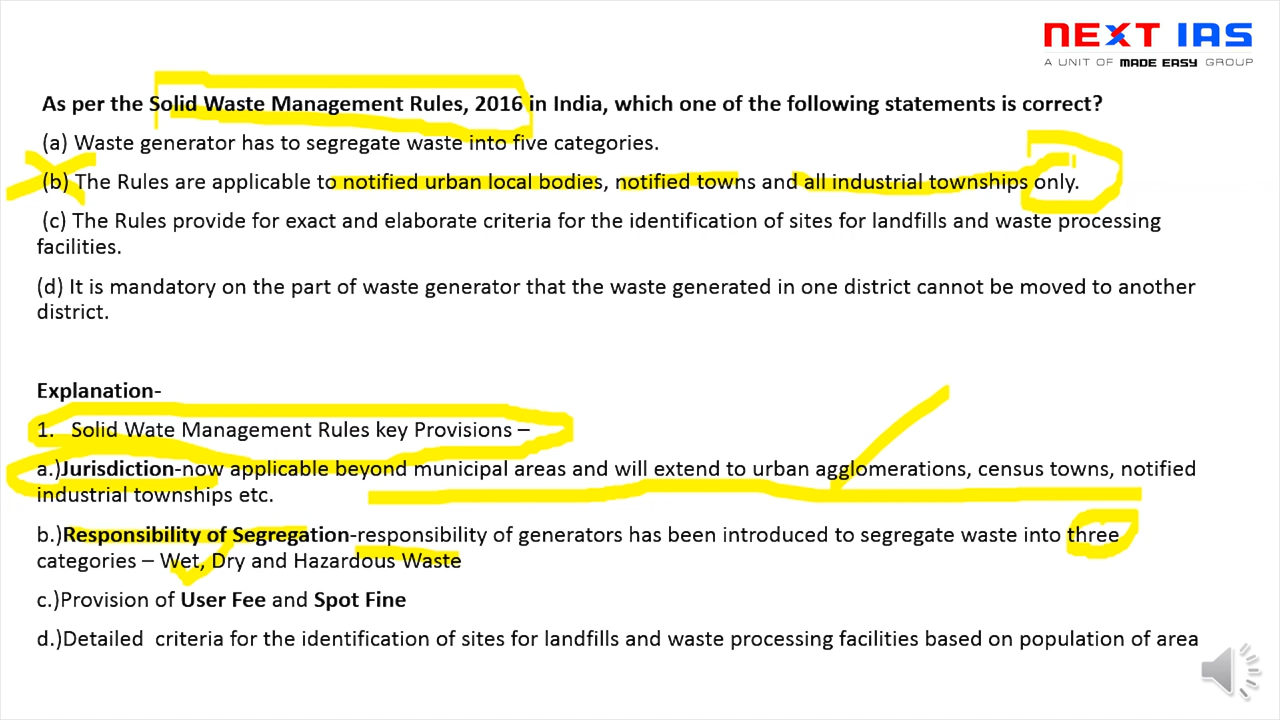 NEXT IAS
A UNIT OF MADE EASY GROUP
As per the Solid Waste Management Rules, 2016 in India, which one of the following statements is correct?
(a) Waste generator has to segregate waste into five categories.
(b) The Rules are applicable to notified urban local bodies, notified towns and all industrial townships only.
(c) The Rules provide for exact and elaborate criteria for the identification of sites for landfills and waste processing
facilities.
(d) It is mandatory on the part of waste generator that the waste generated in one district cannot be moved to another
district.
Explanation-
1. Solid Wate Management Rules key Provisions –
a.)Jurisdiction-now applicable beyond municipal areas and will extend to urban agglomerations, census towns, notified
industrial townships etc.
b.)Responsibility of Segregation-responsibility of generators has been introduced to segregate waste into three
categories – Wet, Dry and Hazardous Waste
c.)Provision of User Fee and Spot Fine
d.)Detailed criteria for the identification of sites for landfills and waste processing facilities based on population of area